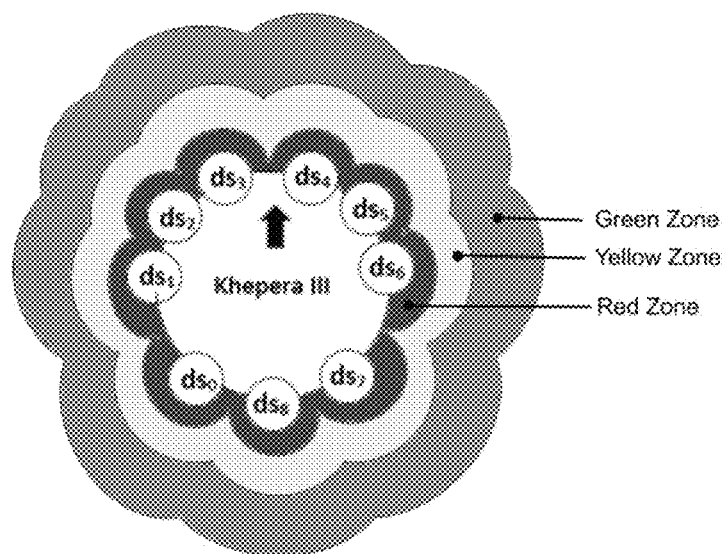 ds₃ ds₄
ds₂ ds₅
Green Zone
Yellow Zone
ds₁ Khepera III ds₆
Red Zone
ds₀ ds₇
ds₈